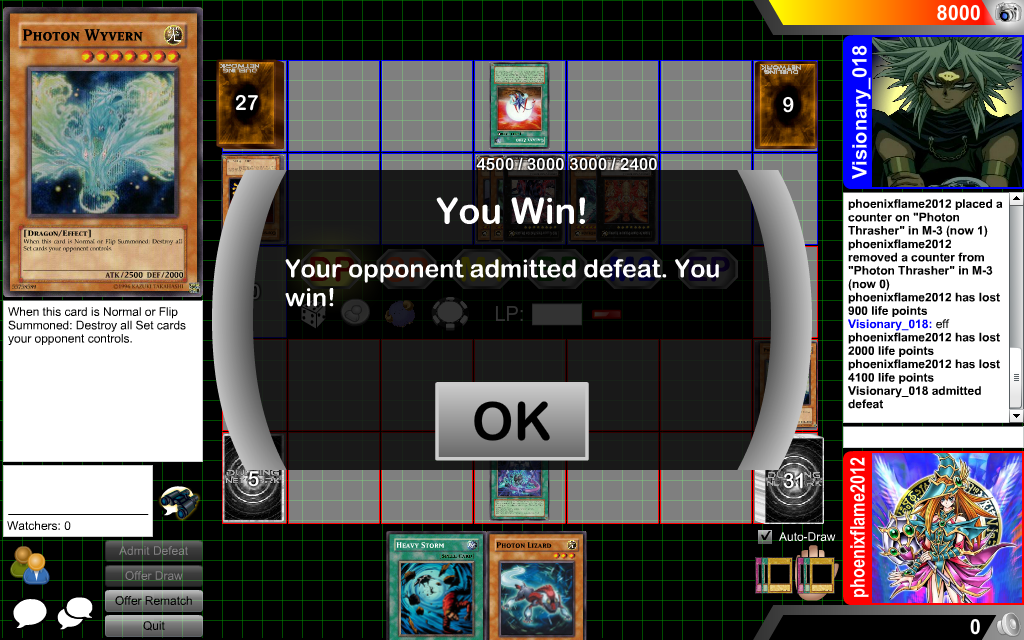 PHOTON WYVERN
[DRAGON/EFFECT]
When this card is Normal or Flip Summoned: Destroy all
Set cards your opponent controls.
ATK/2500 DEF/2000
When this card is Normal or Flip
Summoned: Destroy all Set cards
your opponent controls.
Watchers: 0
Admit Defeat
Offer Draw
Offer Rematch
Quit
27
9
4500 / 3000
3000 / 2400
You Win!
Your opponent admitted defeat. You
win!
LP:
OK
5
31
HEAVY STORM
SPELL CARD
PHOTON LIZARD
8000
Visionary_018
phoenixflame2012 placed a
counter on "Photon
Thrasher" in M-3 (now 1)
phoenixflame2012
removed a counter from
"Photon Thrasher" in M-3
(now 0)
phoenixflame2012 has lost
900 life points
Visionary_018: eff
phoenixflame2012 has lost
2000 life points
phoenixflame2012 has lost
4100 life points
Visionary_018 admitted
defeat
phoenixflame2012
Auto-Draw
0